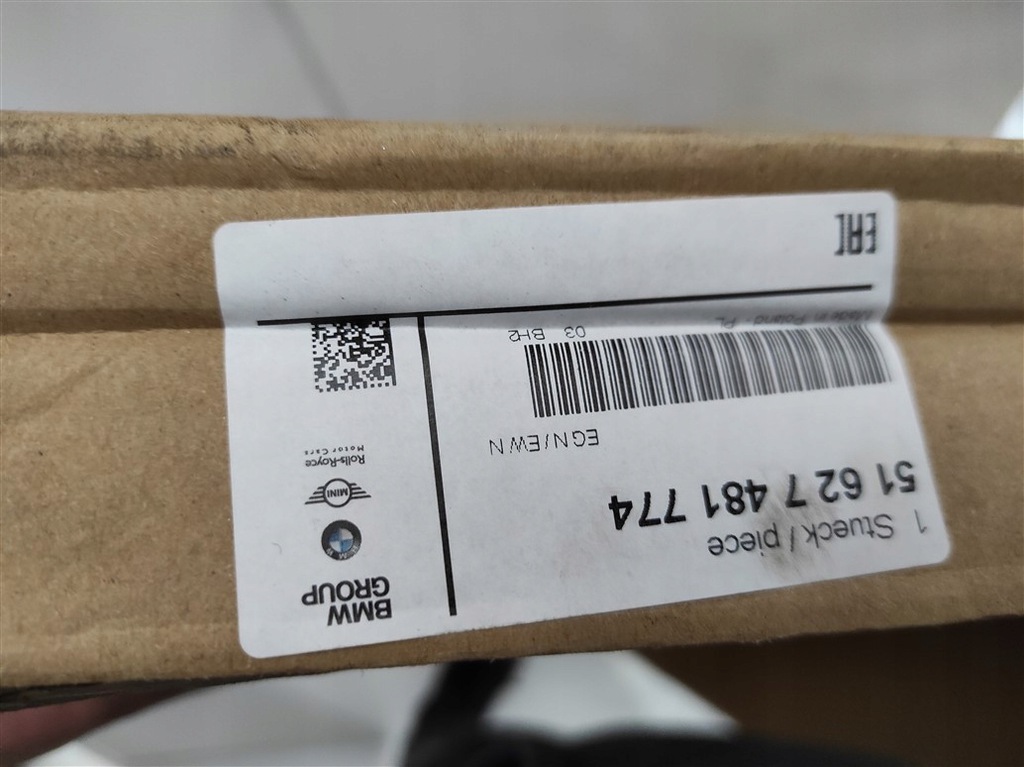 1 Stueck / piece
51 62 7 481 774
EGN/EWN
03 BH2
Made in Poland - PL
EAC
BMW
GROUP
BMW
MINI
Rolls-Royce
Motor Cars